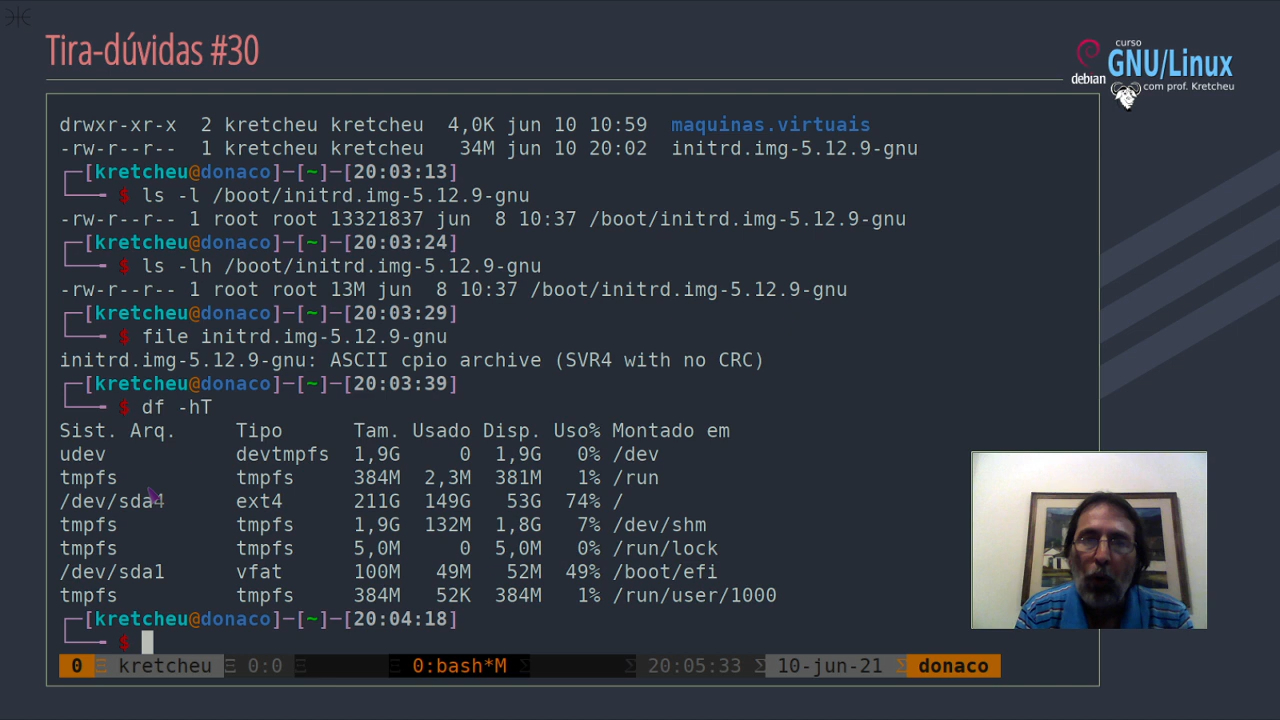 Tira-dúvidas #30
curso
GNU/Linux
debian
com prof. Kretcheu
drwxr-xr-x 2 kretcheu kretcheu 4,0K jun 10 10:59 maquinas.virtuais
-rw-r--r-- 1 kretcheu kretcheu 34M jun 10 20:02 initrd.img-5.12.9-gnu
┌─[kretcheu@donaco]─[~]─[20:03:13]
└──╼ $ ls -l /boot/initrd.img-5.12.9-gnu
-rw-r--r-- 1 root root 13321837 jun 8 10:37 /boot/initrd.img-5.12.9-gnu
┌─[kretcheu@donaco]─[~]─[20:03:24]
└──╼ $ ls -lh /boot/initrd.img-5.12.9-gnu
-rw-r--r-- 1 root root 13M jun 8 10:37 /boot/initrd.img-5.12.9-gnu
┌─[kretcheu@donaco]─[~]─[20:03:29]
└──╼ $ file initrd.img-5.12.9-gnu
initrd.img-5.12.9-gnu: ASCII cpio archive (SVR4 with no CRC)
┌─[kretcheu@donaco]─[~]─[20:03:39]
└──╼ $ df -hT
Sist. Arq. Tipo Tam. Usado Disp. Uso% Montado em
udev devtmpfs 1,9G 0 1,9G 0% /dev
tmpfs tmpfs 384M 2,3M 381M 1% /run
/dev/sda4 ext4 211G 149G 53G 74% /
tmpfs tmpfs 1,9G 132M 1,8G 7% /dev/shm
tmpfs tmpfs 5,0M 0 5,0M 0% /run/lock
/dev/sda1 vfat 100M 49M 52M 49% /boot/efi
tmpfs tmpfs 384M 52K 384M 1% /run/user/1000
┌─[kretcheu@donaco]─[~]─[20:04:18]
└──╼ $
0 Ξ kretcheu Ξ 0:0 Ξ Ξ 0:bash*M Σ Σ 20:05:33 Σ 10-jun-21 Σ donaco